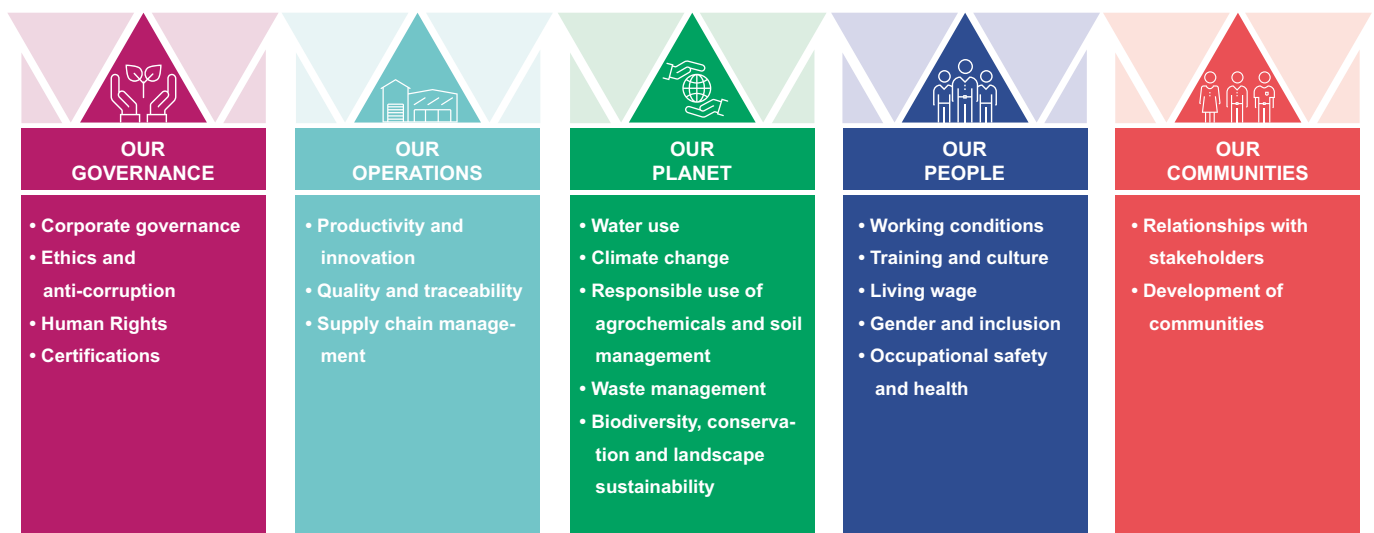 OUR
GOVERNANCE
• Corporate governance
• Ethics and
anti-corruption
• Human Rights
• Certifications
OUR
OPERATIONS
• Productivity and
innovation
• Quality and traceability
• Supply chain manage-
ment
OUR
PLANET
• Water use
• Climate change
• Responsible use of
agrochemicals and soil
management
• Waste management
• Biodiversity, conserva-
tion and landscape
sustainability
OUR
PEOPLE
• Working conditions
• Training and culture
• Living wage
• Gender and inclusion
• Occupational safety
and health
OUR
COMMUNITIES
• Relationships with
stakeholders
• Development of
communities